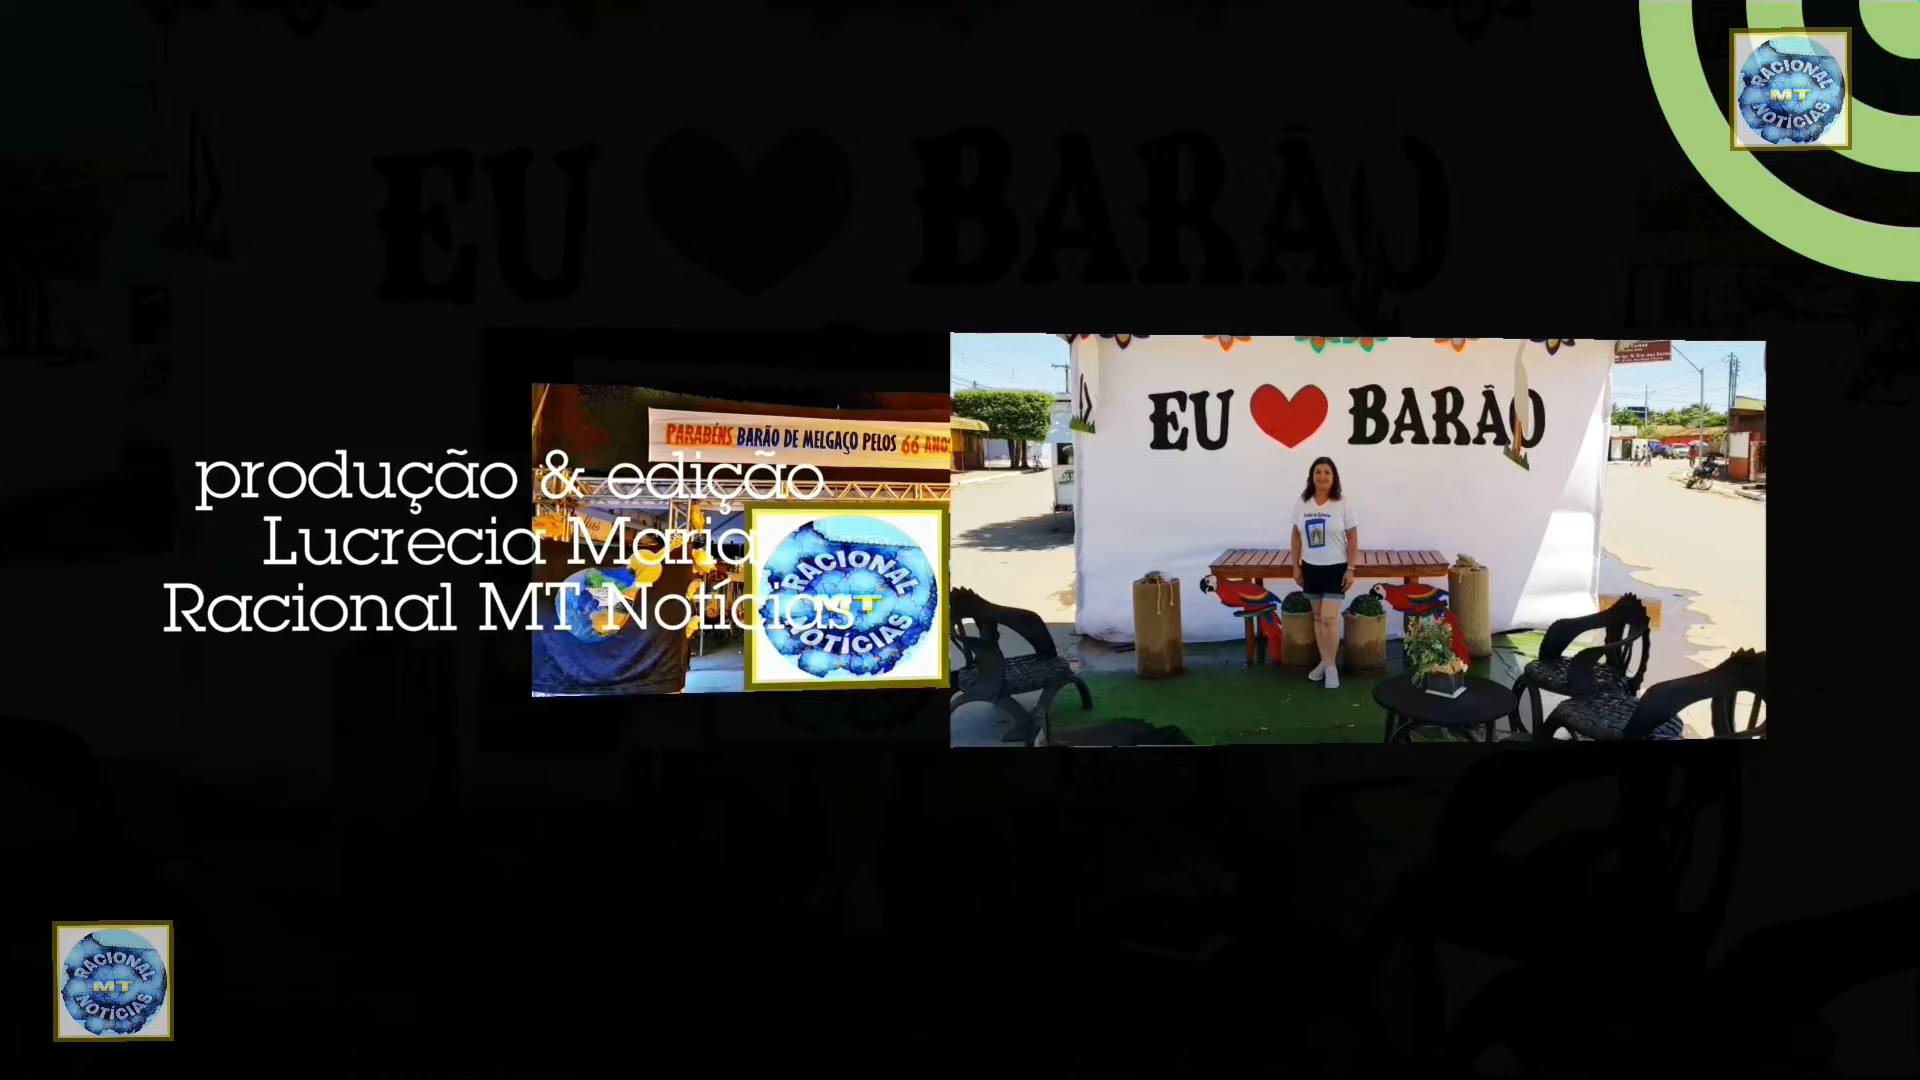 EU BARÃO
RACIONAL
MT
NOTÍCIAS
EU BARÃO
PARABÉNS BARÃO DE MELGAÇO PELOS 66 ANOS
produção & edição
Lucrecia Maria
Racional MT Notícias
RACIONAL
MT
NOTÍCIAS
RACIONAL
MT
NOTÍCIAS